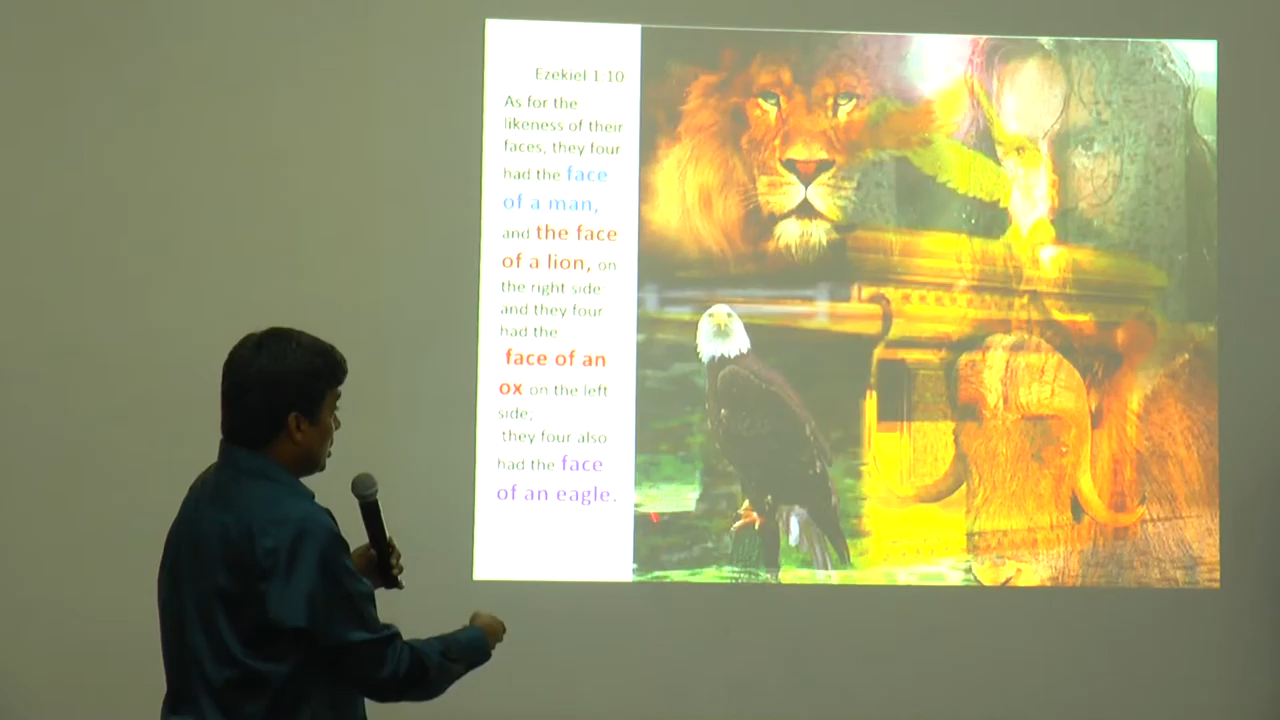 Ezekiel 1:10
As for the
likeness of their
faces, they four
had the face
of a man,
and the face
of a lion, on
the right side:
and they four
had the
face of an
ox on the left
side;
they four also
had the face
of an eagle.